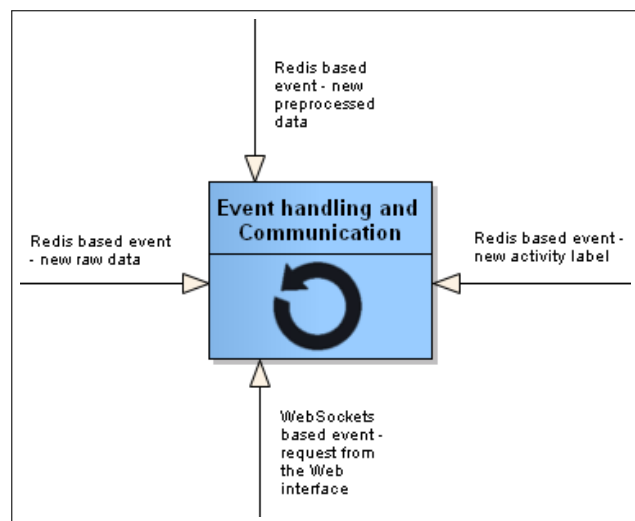 Redis based
event - new
preprocessed
data
Event handling and
Communication
Redis based event
- new raw data
Redis based event -
new activity label
WebSockets
based event -
request from
the Web
interface